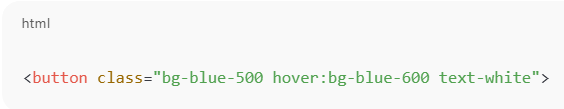 html
<button class="bg-blue-500 hover:bg-blue-600 text-white">